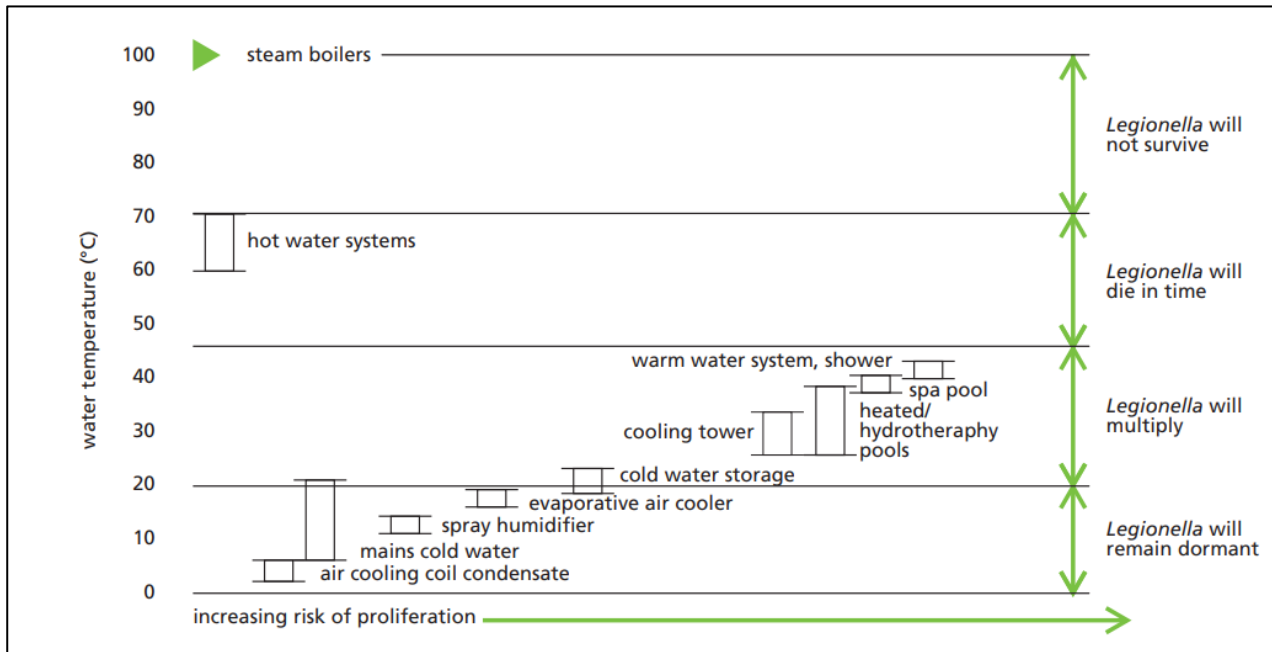 100
steam boilers
90
Legionella will
not survive
80
70
hot water systems
60
Legionella will
die in time
50
water temperature (°C)
warm water system, shower
40
spa pool
heated/
hydrotheraphy
pools
Legionella will
multiply
30
cooling tower
cold water storage
20
evaporative air cooler
spray humidifier
10
Legionella will
remain dormant
mains cold water
air cooling coil condensate
0
increasing risk of proliferation